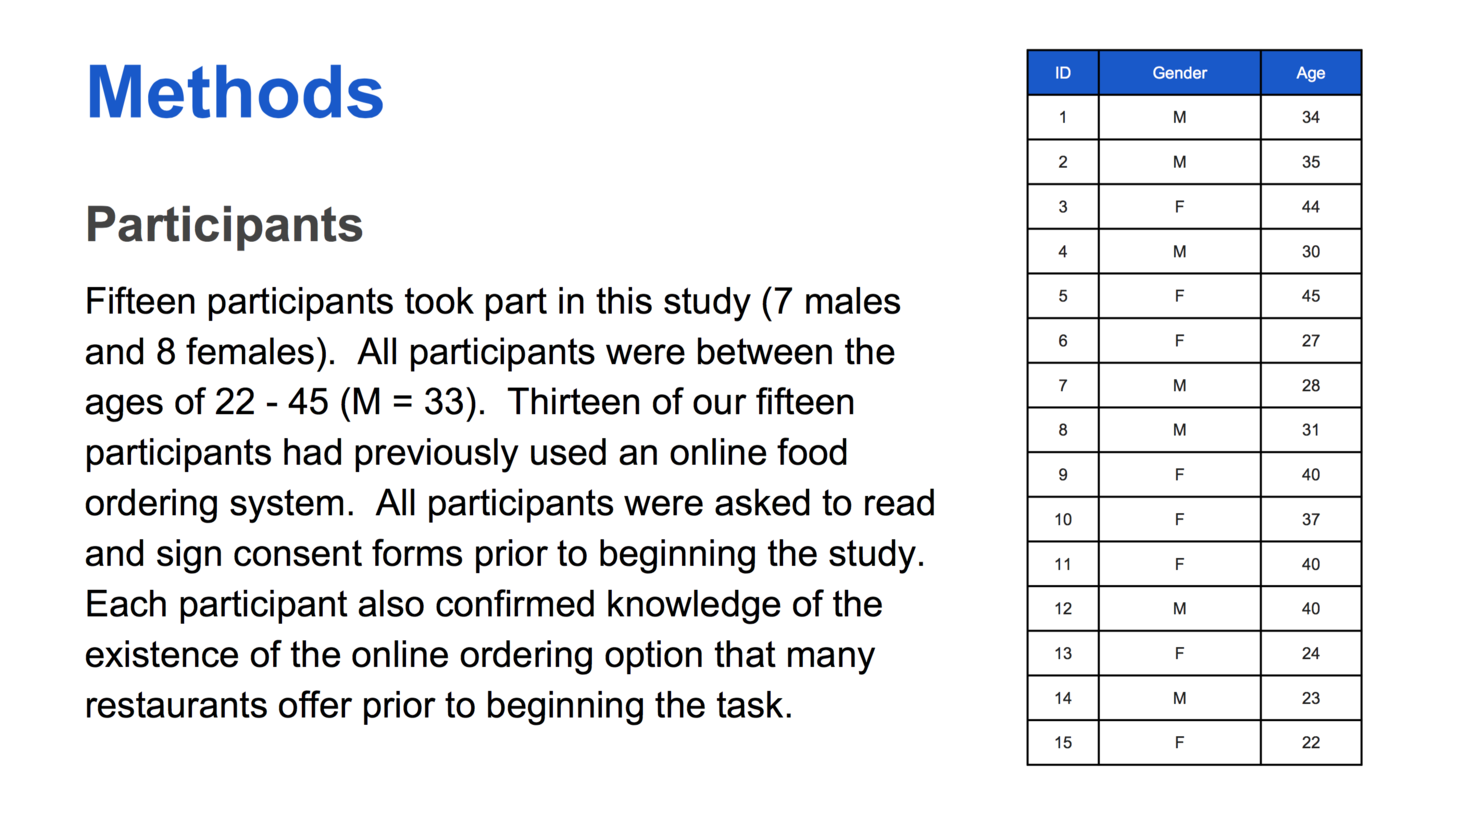 Methods
Participants
Fifteen participants took part in this study (7 males
and 8 females).  All participants were between the
ages of 22 - 45 (M = 33).  Thirteen of our fifteen
participants had previously used an online food
ordering system.  All participants were asked to read
and sign consent forms prior to beginning the study.
Each participant also confirmed knowledge of the
existence of the online ordering option that many
restaurants offer prior to beginning the task.
ID Gender Age
1 M 34
2 M 35
3 F 44
4 M 30
5 F 45
6 F 27
7 M 28
8 M 31
9 F 40
10 F 37
11 F 40
12 M 40
13 F 24
14 M 23
15 F 22